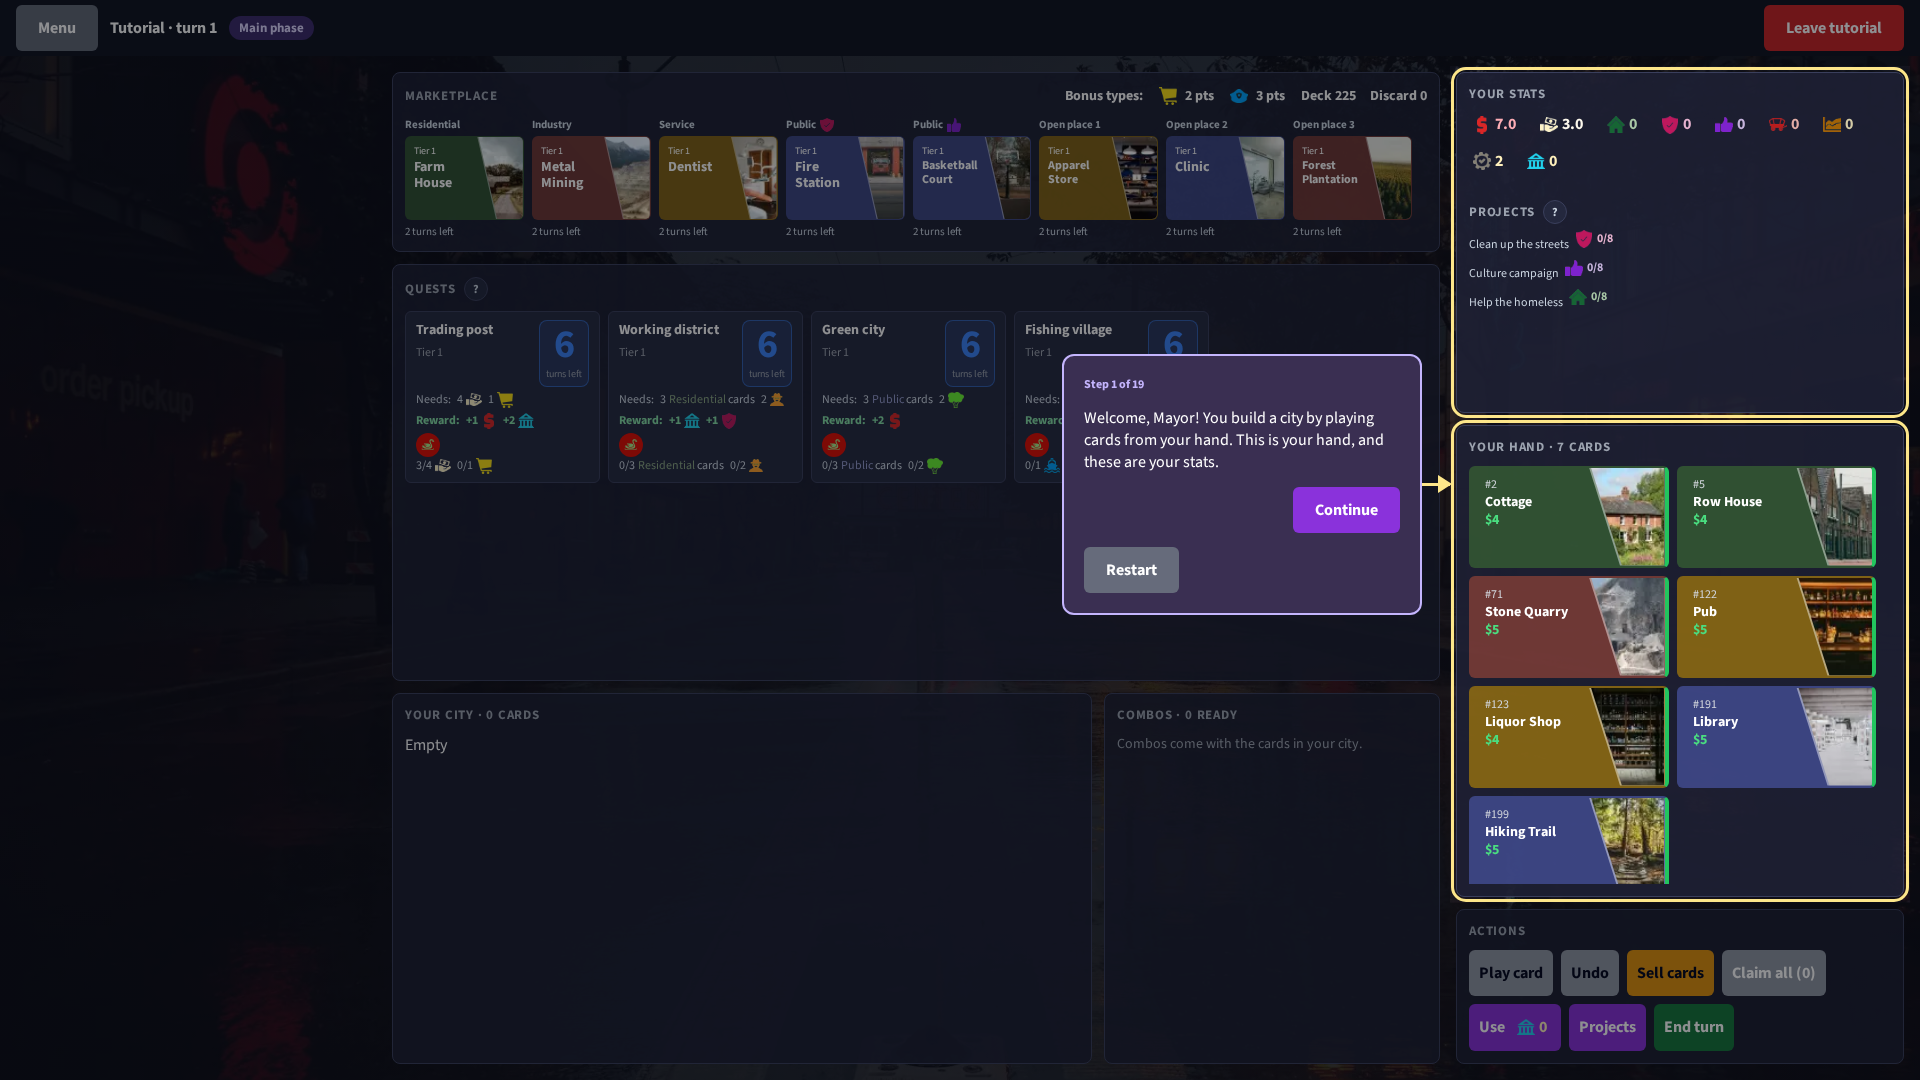 Menu
Tutorial · turn 1
Main phase
Leave tutorial
MARKETPLACE
Bonus types: 2 pts 3 pts Deck 225 Discard 0
Residential
Tier 1
Farm
House
2 turns left
Industry
Tier 1
Metal
Mining
2 turns left
Service
Tier 1
Dentist
2 turns left
Public
Tier 1
Fire
Station
2 turns left
Public
Tier 1
Basketball
Court
2 turns left
Open place 1
Tier 1
Apparel
Store
2 turns left
Open place 2
Tier 1
Clinic
2 turns left
Open place 3
Tier 1
Forest
Plantation
2 turns left
QUESTS ?
Trading post
Tier 1
6
turns left
Needs: 4 1
Reward: +1 +2
3/4 0/1
Working district
Tier 1
6
turns left
Needs: 3 Residential cards 2
Reward: +1 +1
0/3 Residential cards 0/2
Green city
Tier 1
6
turns left
Needs: 3 Public cards 2
Reward: +2
0/3 Public cards 0/2
Fishing village
Tier 1
6
Needs:
Rewar
0/1
Step 1 of 19
Welcome, Mayor! You build a city by playing
cards from your hand. This is your hand, and
these are your stats.
Continue
Restart
YOUR CITY · 0 CARDS
Empty
COMBOS · 0 READY
Combos come with the cards in your city.
YOUR STATS
7.0 3.0 0 0 0 0 0
2 0
PROJECTS ?
Clean up the streets 0/8
Culture campaign 0/8
Help the homeless 0/8
YOUR HAND · 7 CARDS
#2
Cottage
$4
#5
Row House
$4
#71
Stone Quarry
$5
#122
Pub
$5
#123
Liquor Shop
$4
#191
Library
$5
#199
Hiking Trail
$5
ACTIONS
Play card
Undo
Sell cards
Claim all (0)
Use 0
Projects
End turn
order pickup